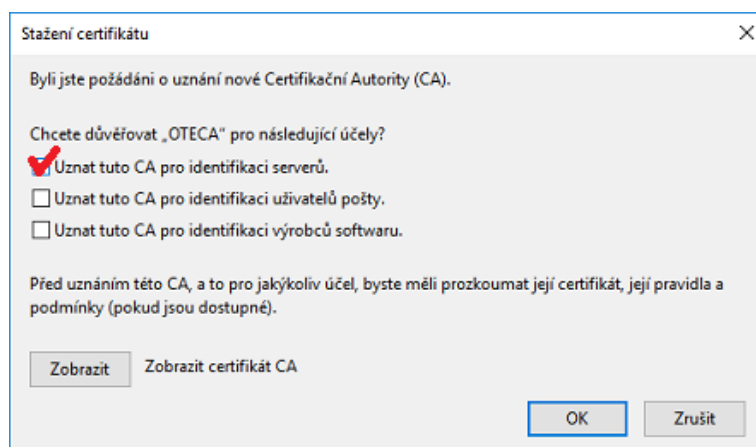 Stažení certifikátu
Byli jste požádáni o uznání nové Certifikační Autority (CA).
Chcete důvěřovat „OTECA“ pro následující účely?
Uznat tuto CA pro identifikaci serverů.
Uznat tuto CA pro identifikaci uživatelů pošty.
Uznat tuto CA pro identifikaci výrobců softwaru.
Před uznáním této CA, a to pro jakýkoliv účel, byste měli prozkoumat její certifikát, její pravidla a
podmínky (pokud jsou dostupné).
Zobrazit Zobrazit certifikát CA
OK Zrušit